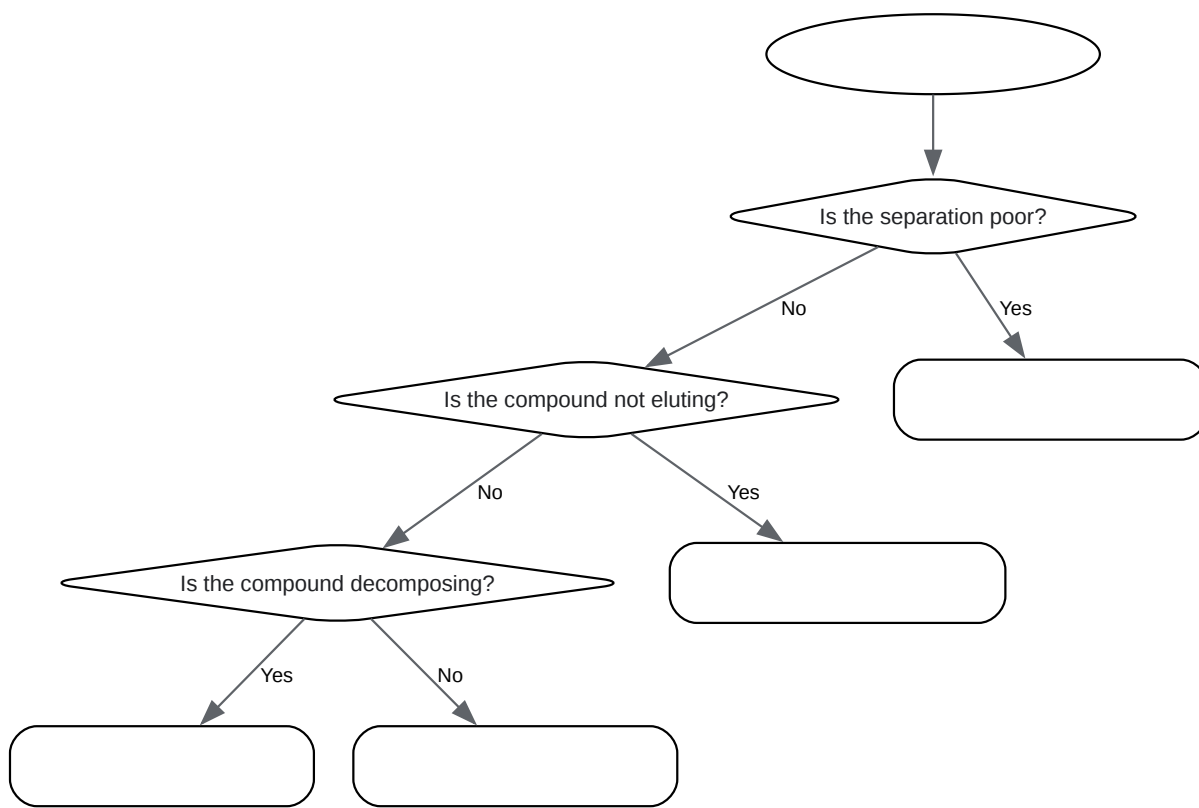 Is the separation poor?
No
Yes
Is the compound not eluting?
No
Yes
Is the compound decomposing?
Yes
No